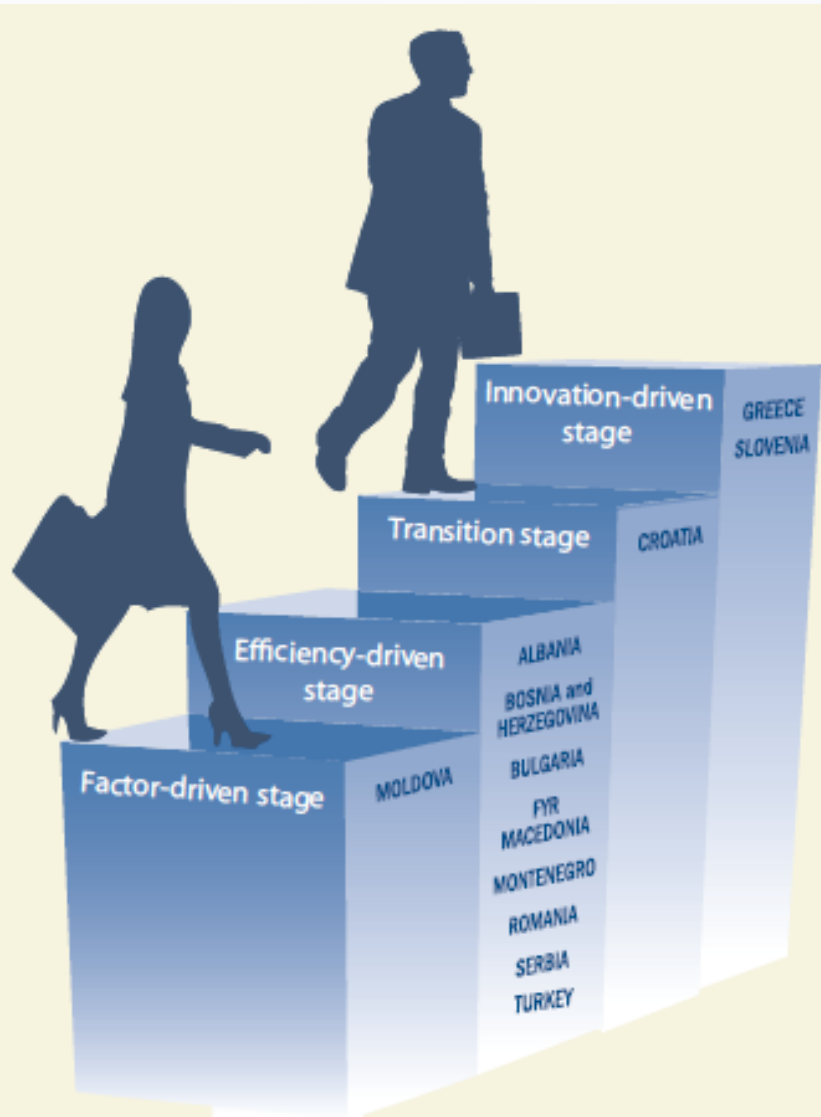 Innovation-driven
stage
GREECE
SLOVENIA
Transition stage
CROATIA
Efficiency-driven
stage
ALBANIA
BOSNIA and
HERZEGOVINA
BULGARIA
FYR
MACEDONIA
MONTENEGRO
ROMANIA
SERBIA
TURKEY
Factor-driven stage
MOLDOVA